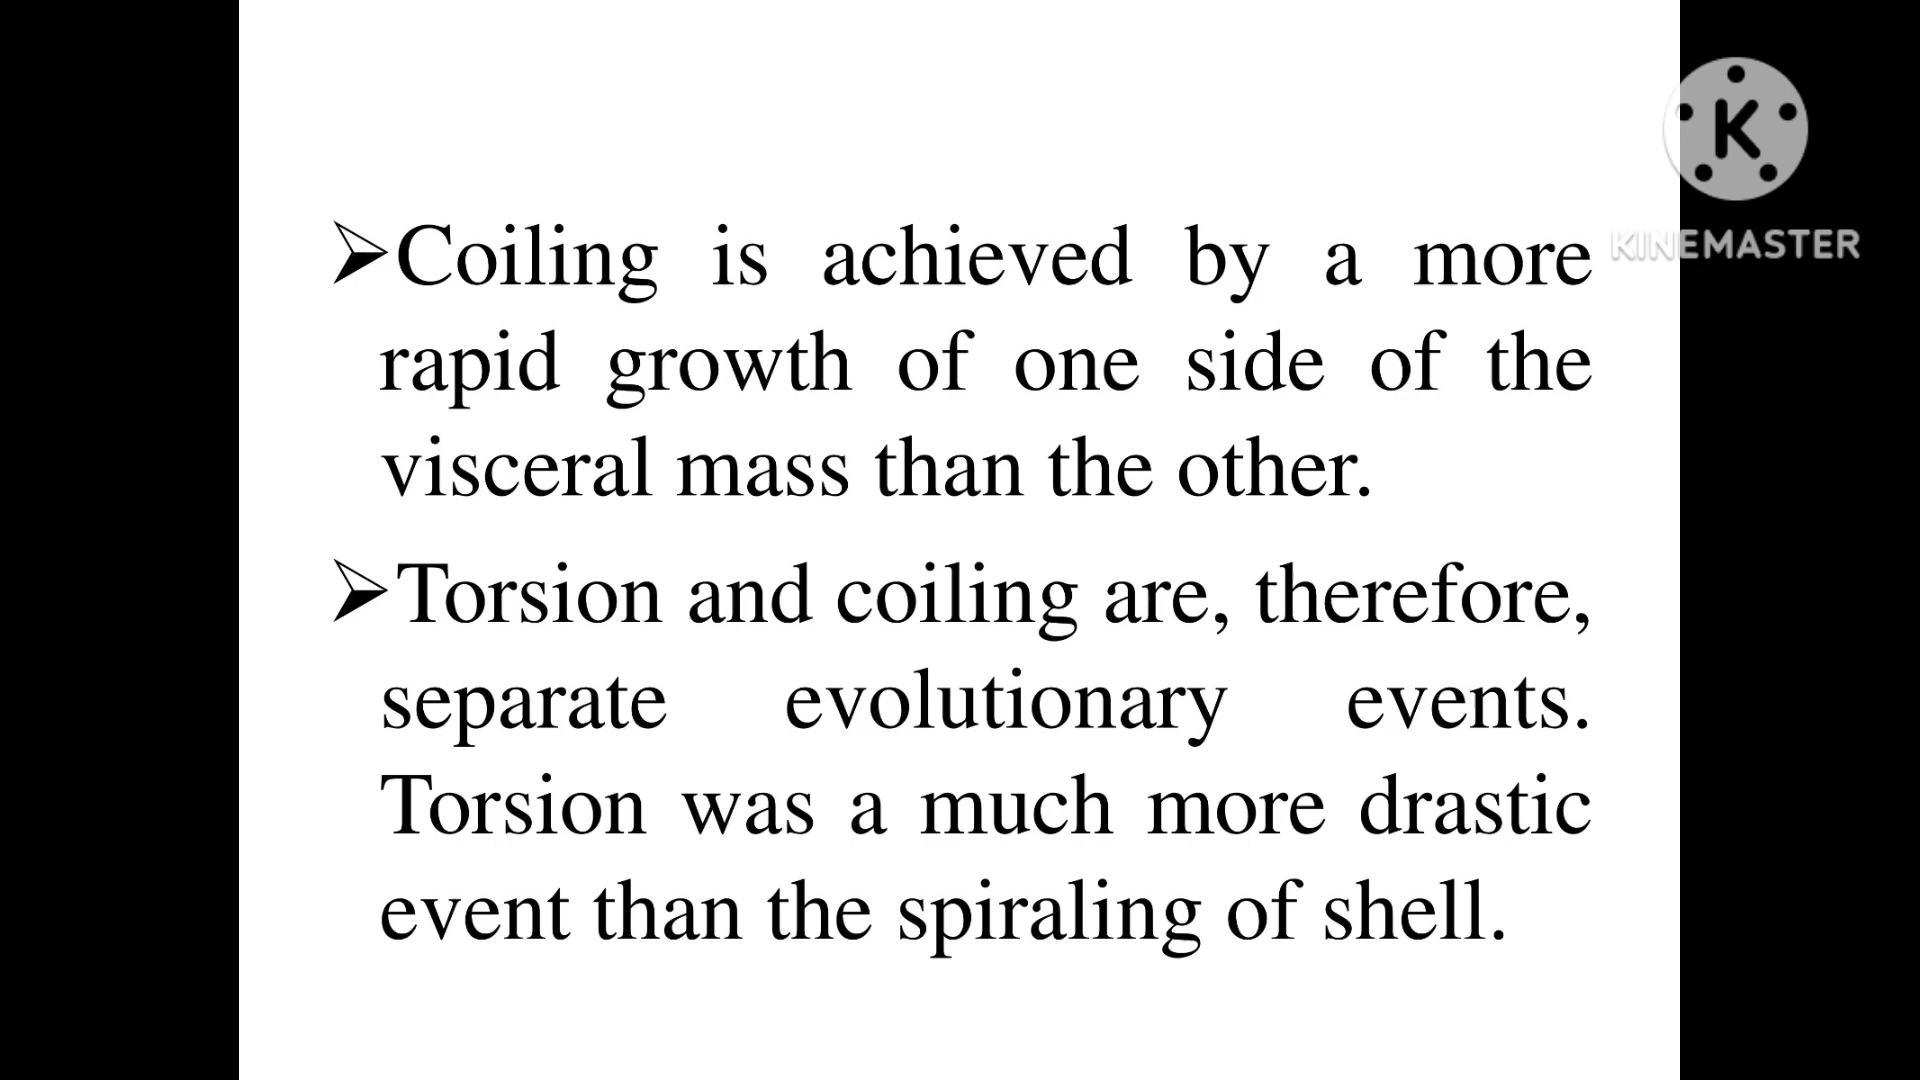 ➢Coiling is achieved by a more
rapid growth of one side of the
visceral mass than the other.
➢Torsion and coiling are, therefore,
separate evolutionary events.
Torsion was a much more drastic
event than the spiraling of shell.
K
KINEMASTER